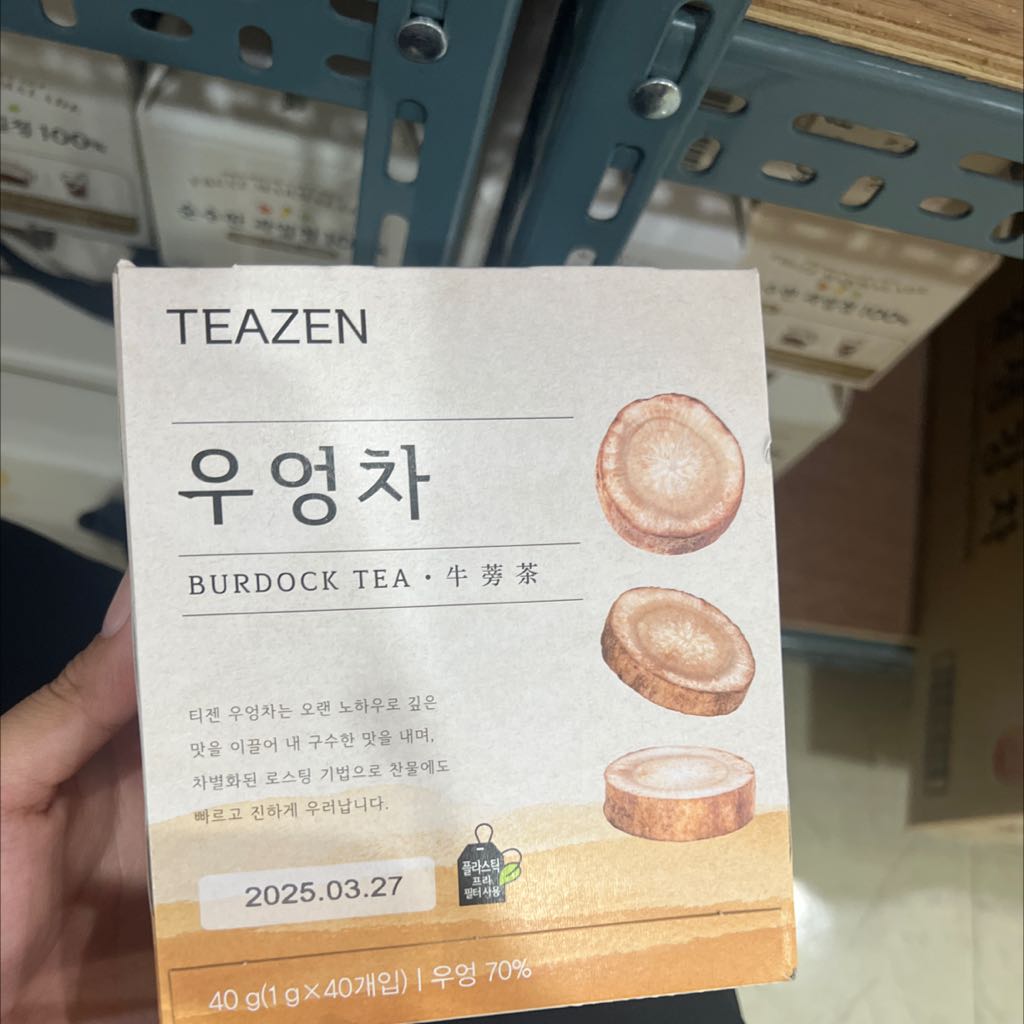 TEAZEN
우엉차
BURDOCK TEA • 牛蒡茶
티젠 우엉차는 오랜 노하우로 깊은
맛을 이끌어 내 구수한 맛을 내며,
차별화된 로스팅 기법으로 찬물에도
빠르고 진하게 우러납니다.
플라스틱
프리
필터사용
2025.03.27
40 g(1 g×40개입) | 우엉 70%